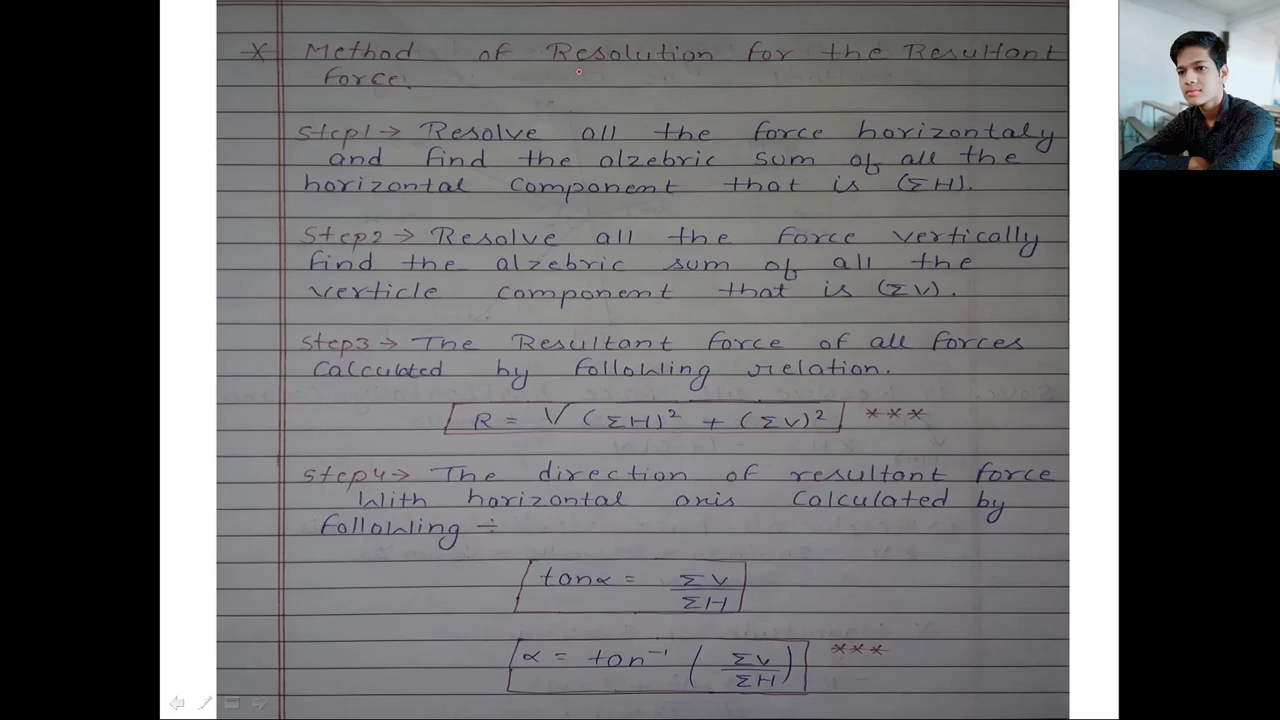 * Method of Resolution for the Resultant
force.
Step1→ Resolve all the force horizontaly
and find the alzebric sum of all the
horizontal component that is (ΣH).
Step2→ Resolve all the force vertically
find the alzebric sum of all the
verticle component that is (ΣV).
Step3→ The Resultant force of all forces
Calculated by following relation.
R = √(ΣH)² + (ΣV)² ***
Step4→ The direction of resultant force
With horizontal axis Calculated by
following ÷
tanα = ΣV/ΣH
α = tan⁻¹ (ΣV/ΣH) ***